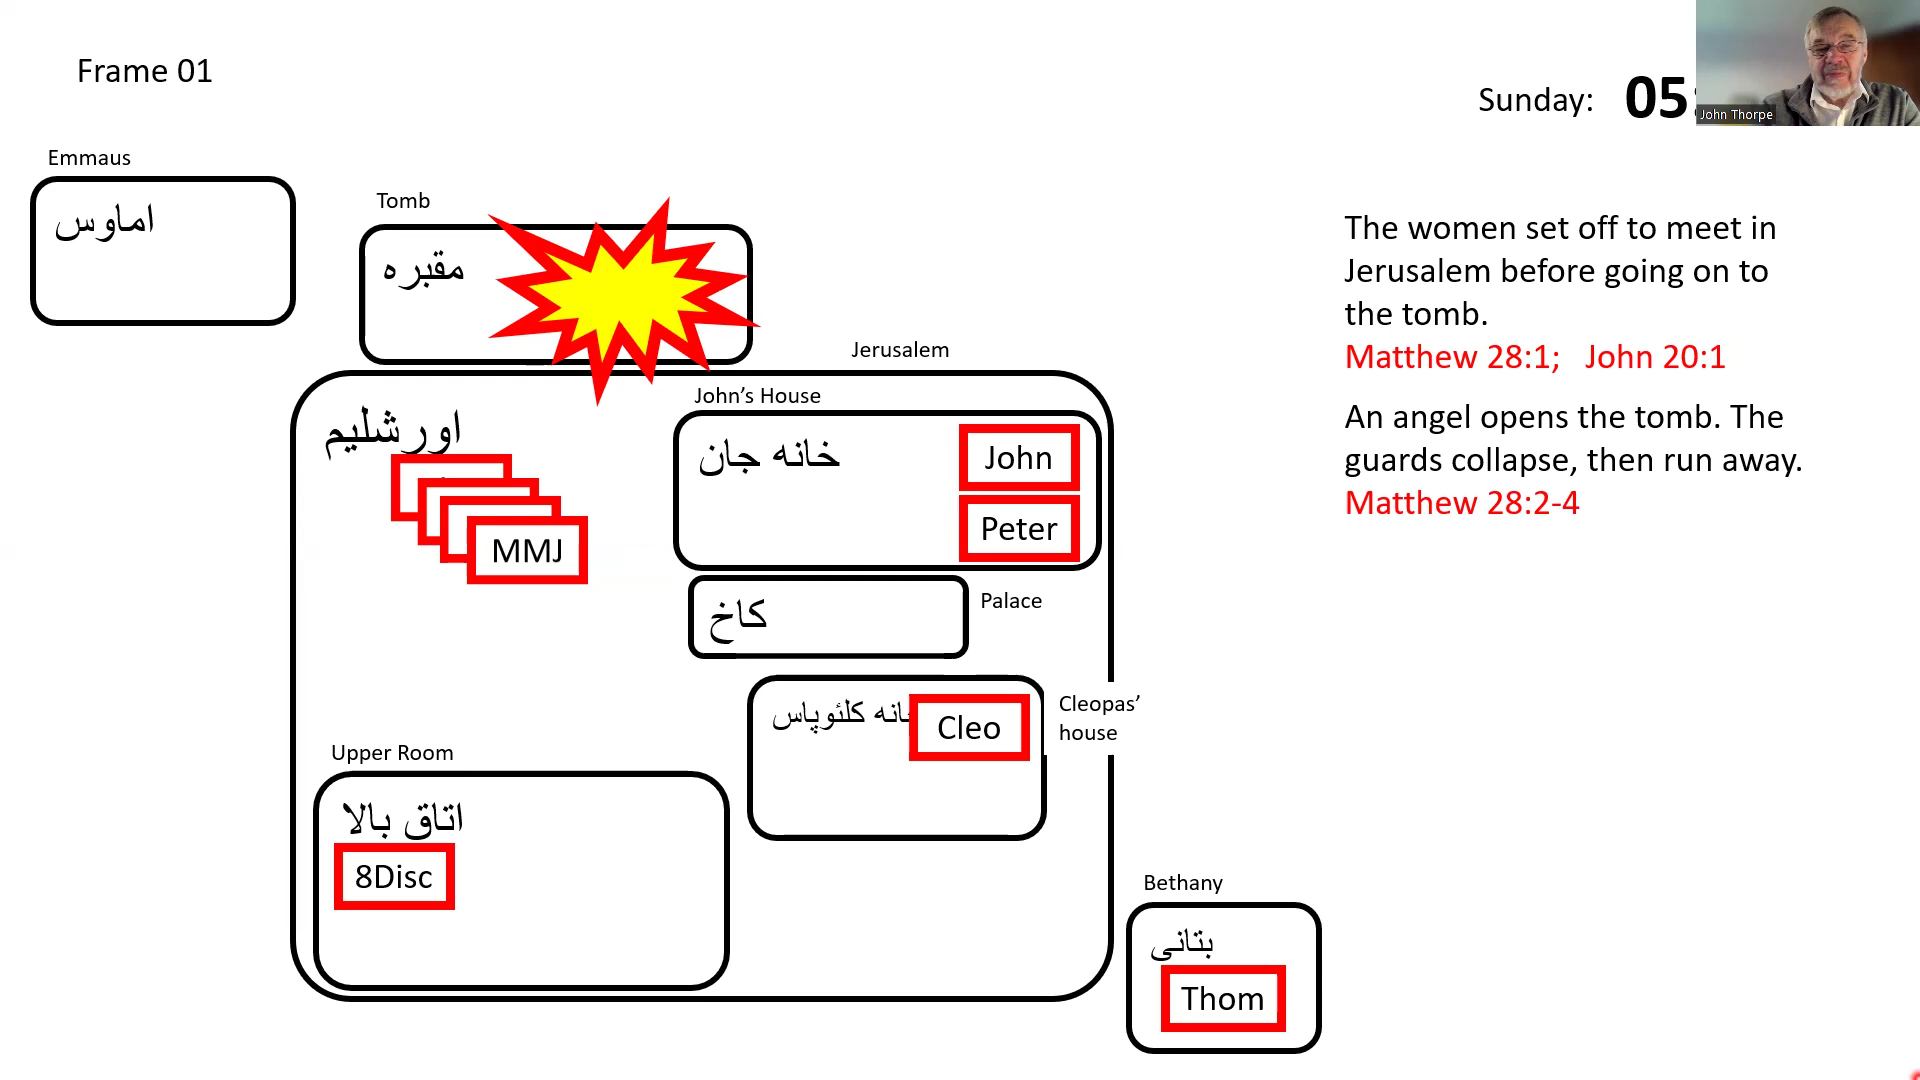 Frame 01
Sunday: 05:
John Thorpe
Emmaus
اماوس
Tomb
مقبره
The women set off to meet in
Jerusalem before going on to
the tomb.
Matthew 28:1; John 20:1
An angel opens the tomb. The
guards collapse, then run away.
Matthew 28:2-4
Jerusalem
اورشلیم
MMJ
John’s House
خانه جان
John
Peter
کاخ
Palace
کلئوپاس
Cleo
Cleopas’
house
Upper Room
اتاق بالا
8Disc
Bethany
بتانی
Thom